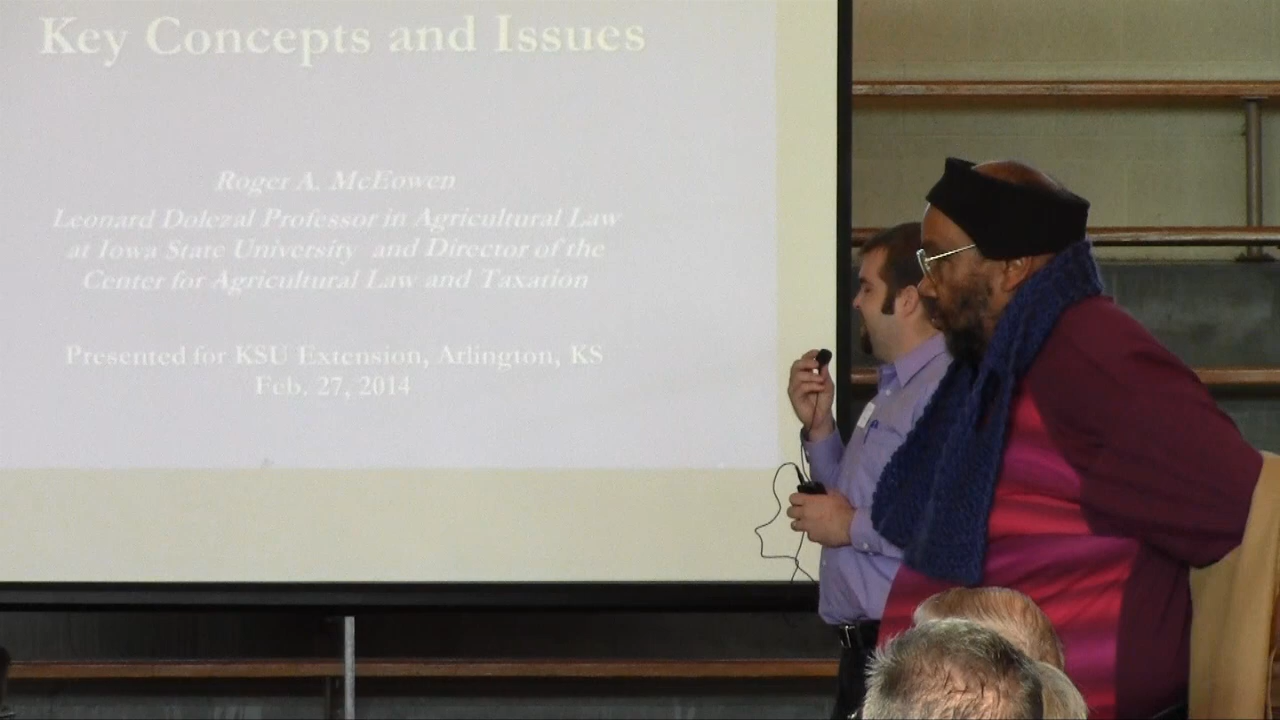 Key Concepts and Issues
Roger A. McEowen
Leonard Dolezal Professor in Agricultural Law
at Iowa State University and Director of the
Center for Agricultural Law and Taxation
Presented for KSU Extension, Arlington, KS
Feb. 27, 2014